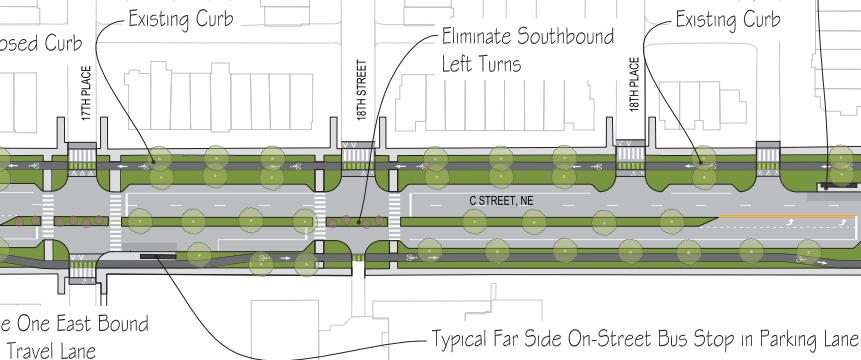 Existing Curb
Existing Curb
osed Curb
Eliminate Southbound
Left Turns
17TH PLACE
18TH STREET
18TH PLACE
C STREET, NE
e One East Bound
Travel Lane
Typical Far Side On-Street Bus Stop in Parking Lane